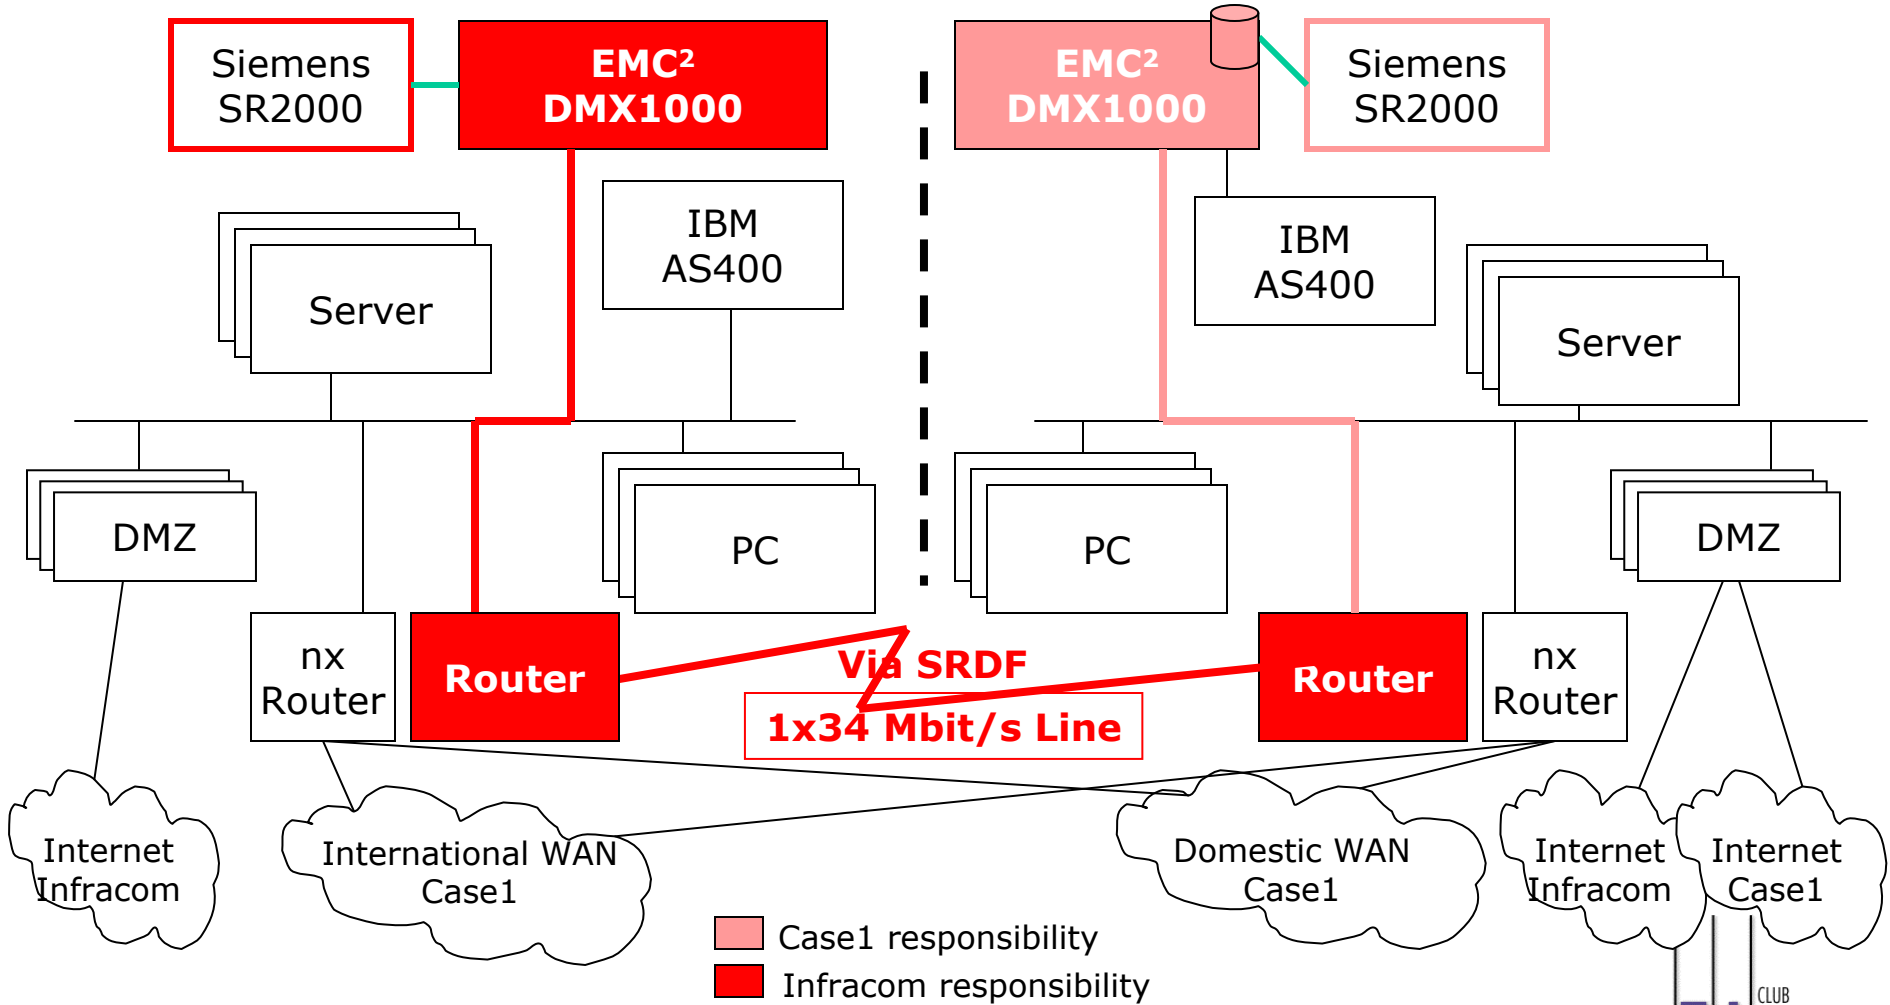 Siemens
SR2000
EMC²
DMX1000
EMC²
DMX1000
Siemens
SR2000
IBM
AS400
IBM
AS400
Server
Server
DMZ
PC
PC
DMZ
nx
Router
Router
Via SRDF
1x34 Mbit/s Line
Router
nx
Router
Internet
Infracom
International WAN
Case1
Domestic WAN
Case1
Internet
Infracom
Internet
Case1
Case1 responsibility
Infracom responsibility
CLUB